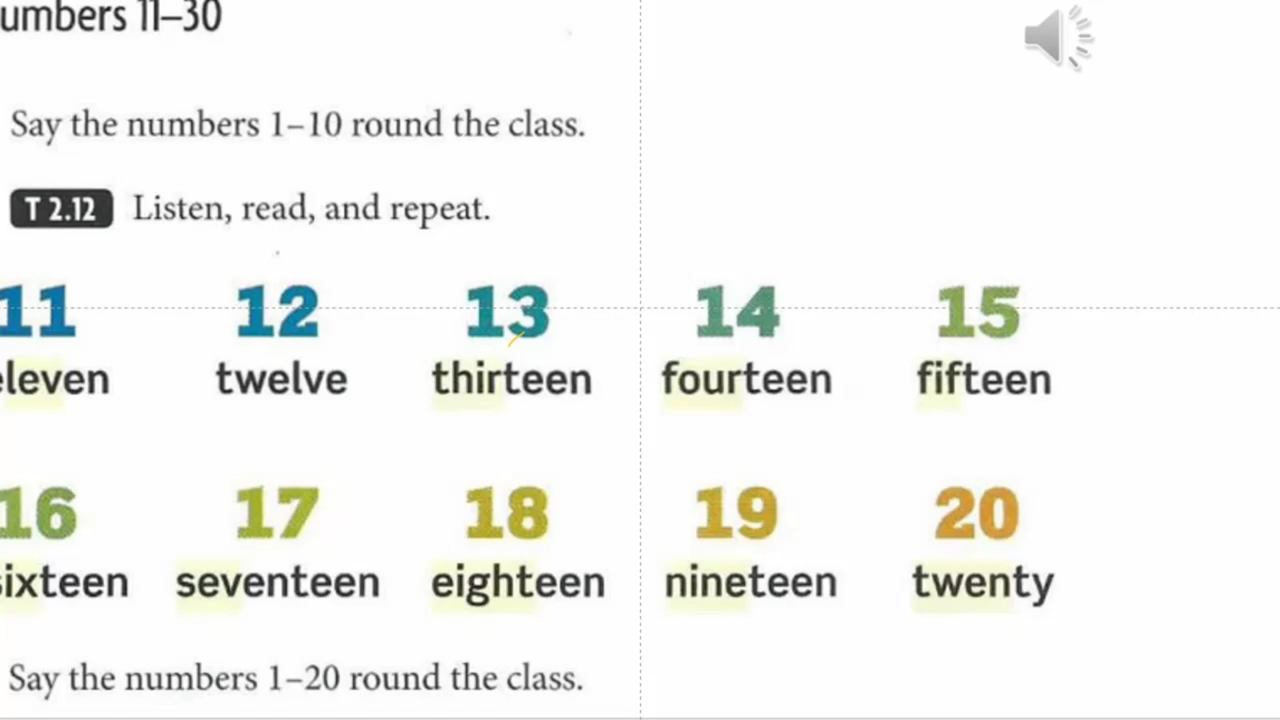 umbers 11–30
Say the numbers 1–10 round the class.
T 2.12 Listen, read, and repeat.
11 12 13 14 15
eleven twelve thirteen fourteen fifteen
16 17 18 19 20
sixteen seventeen eighteen nineteen twenty
Say the numbers 1–20 round the class.